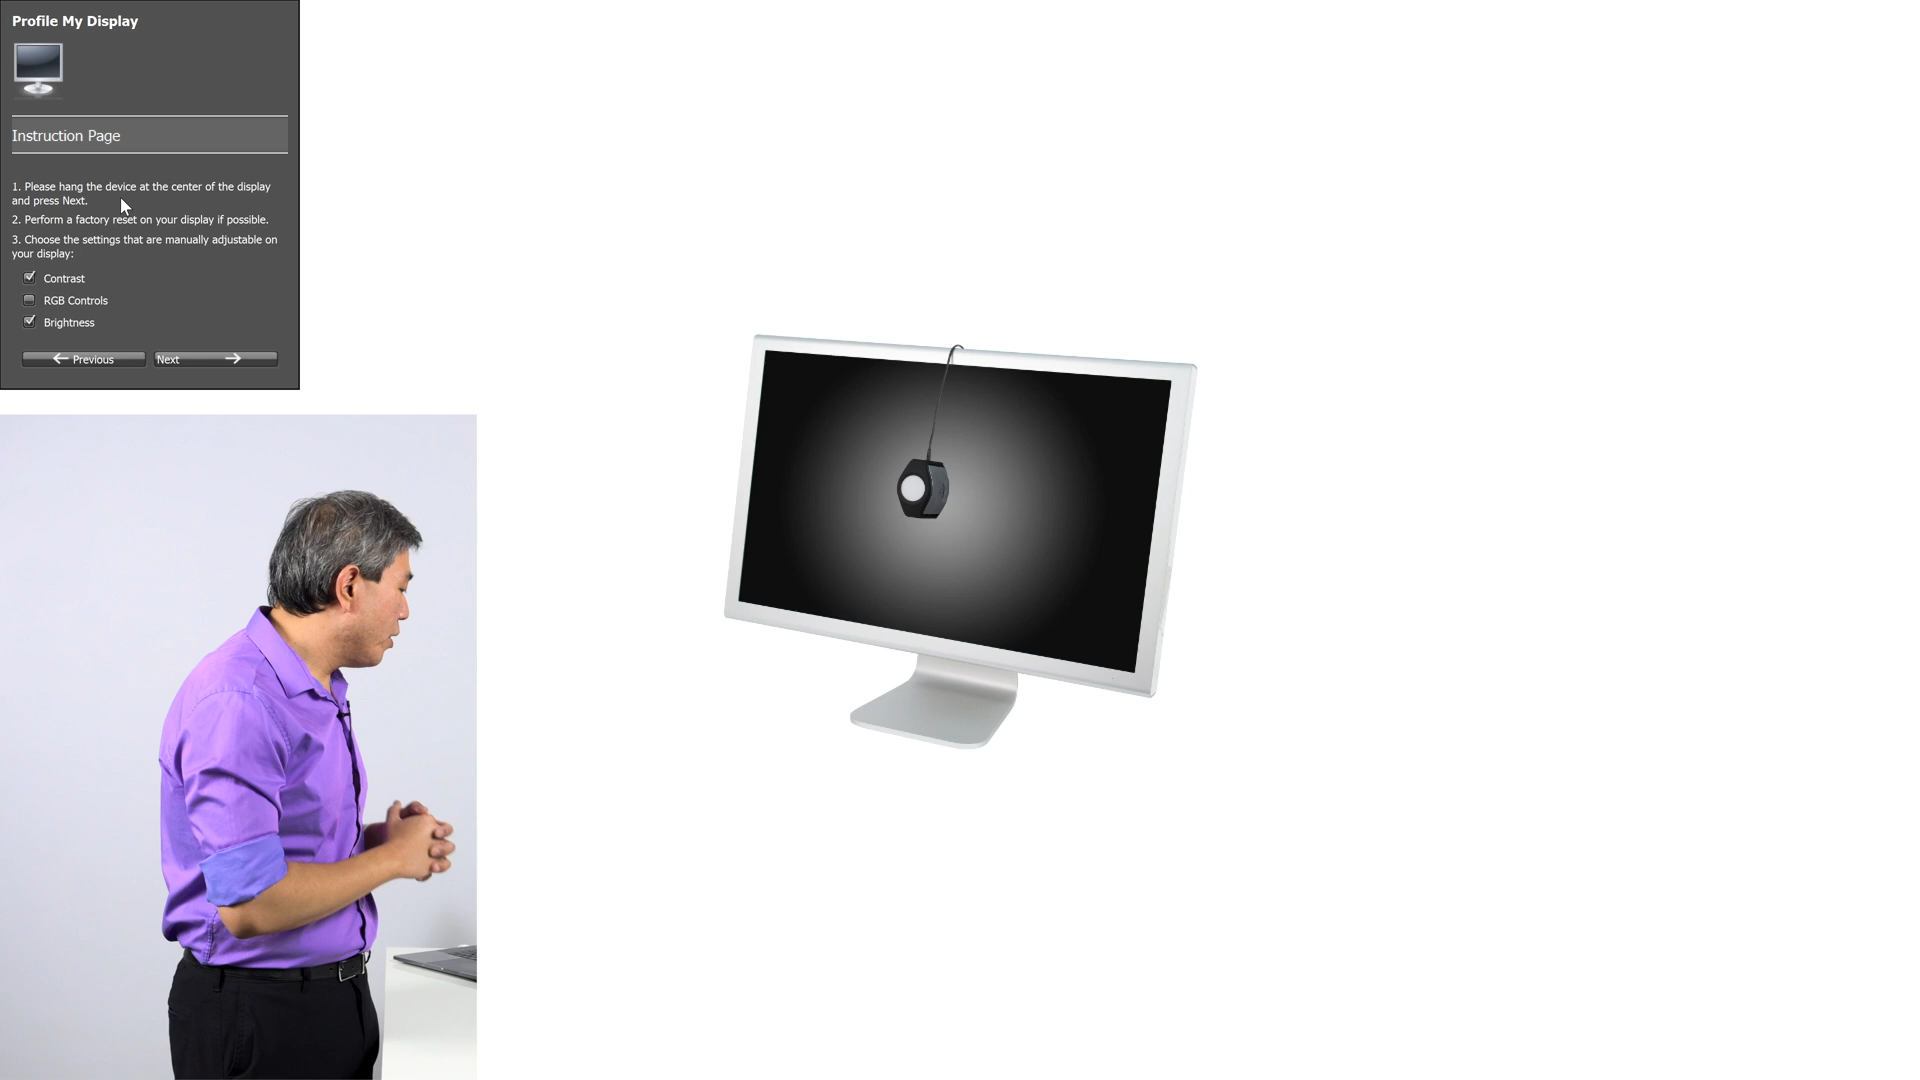 Profile My Display
Instruction Page
1. Please hang the device at the center of the display
and press Next.
2. Perform a factory reset on your display if possible.
3. Choose the settings that are manually adjustable on
your display:
Contrast
RGB Controls
Brightness
Previous
Next